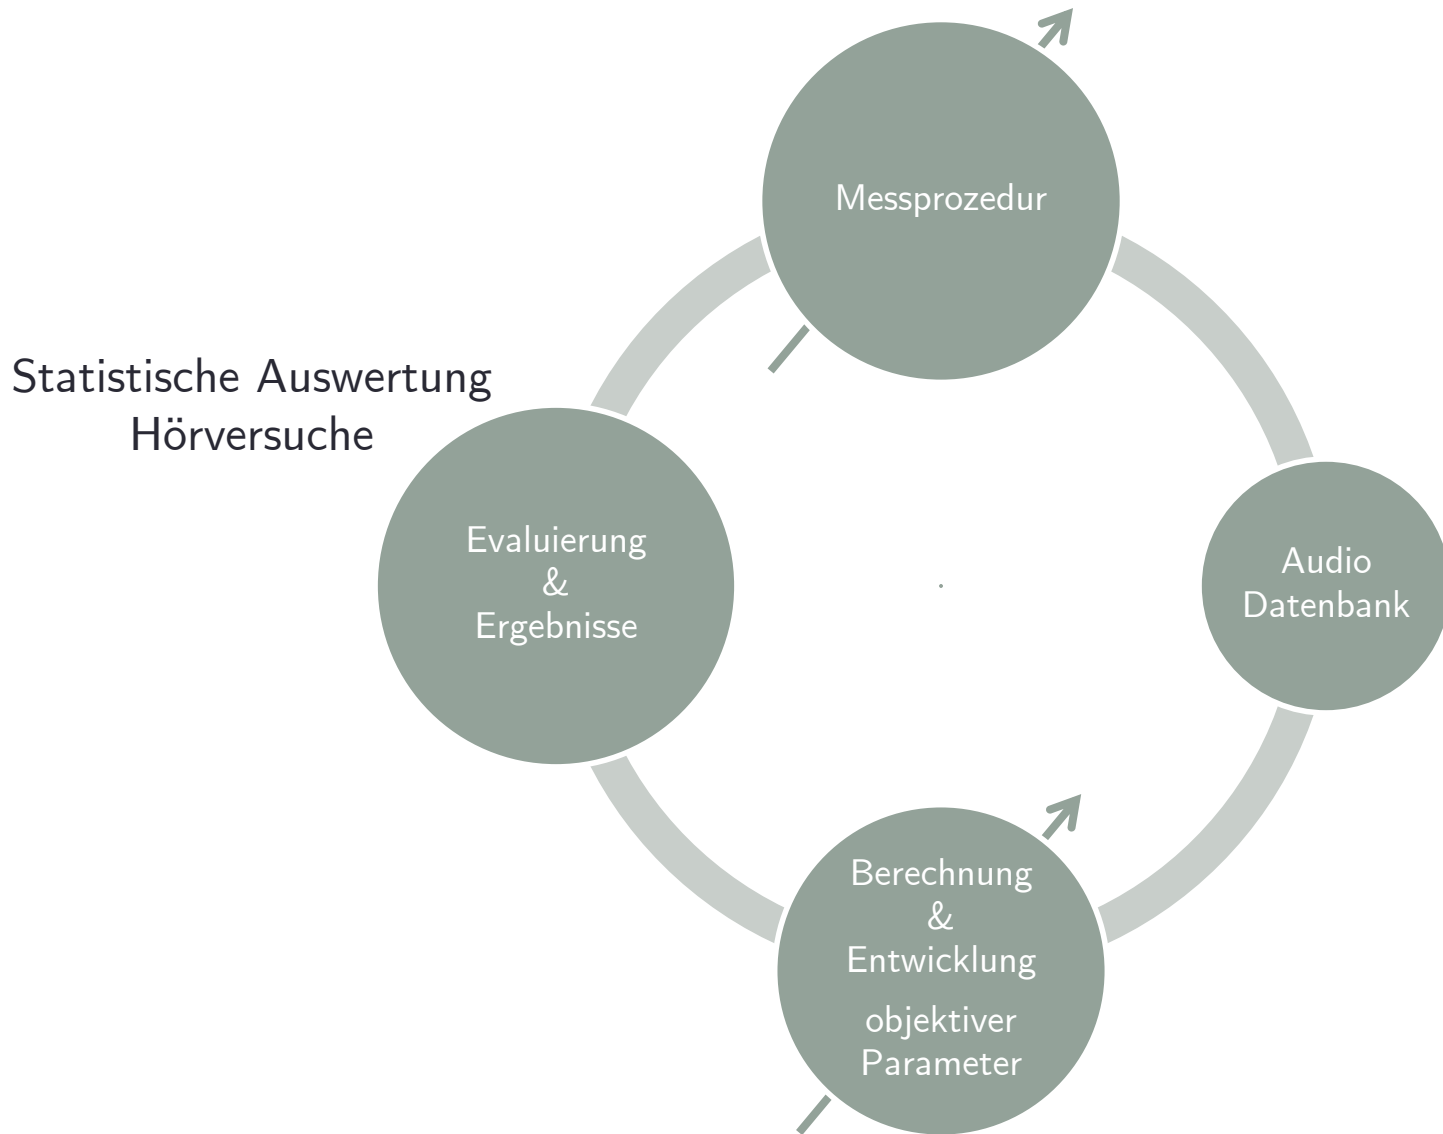 Messprozedur
Statistische Auswertung
Hörversuche
Evaluierung
&
Ergebnisse
Audio
Datenbank
Berechnung
&
Entwicklung
objektiver
Parameter